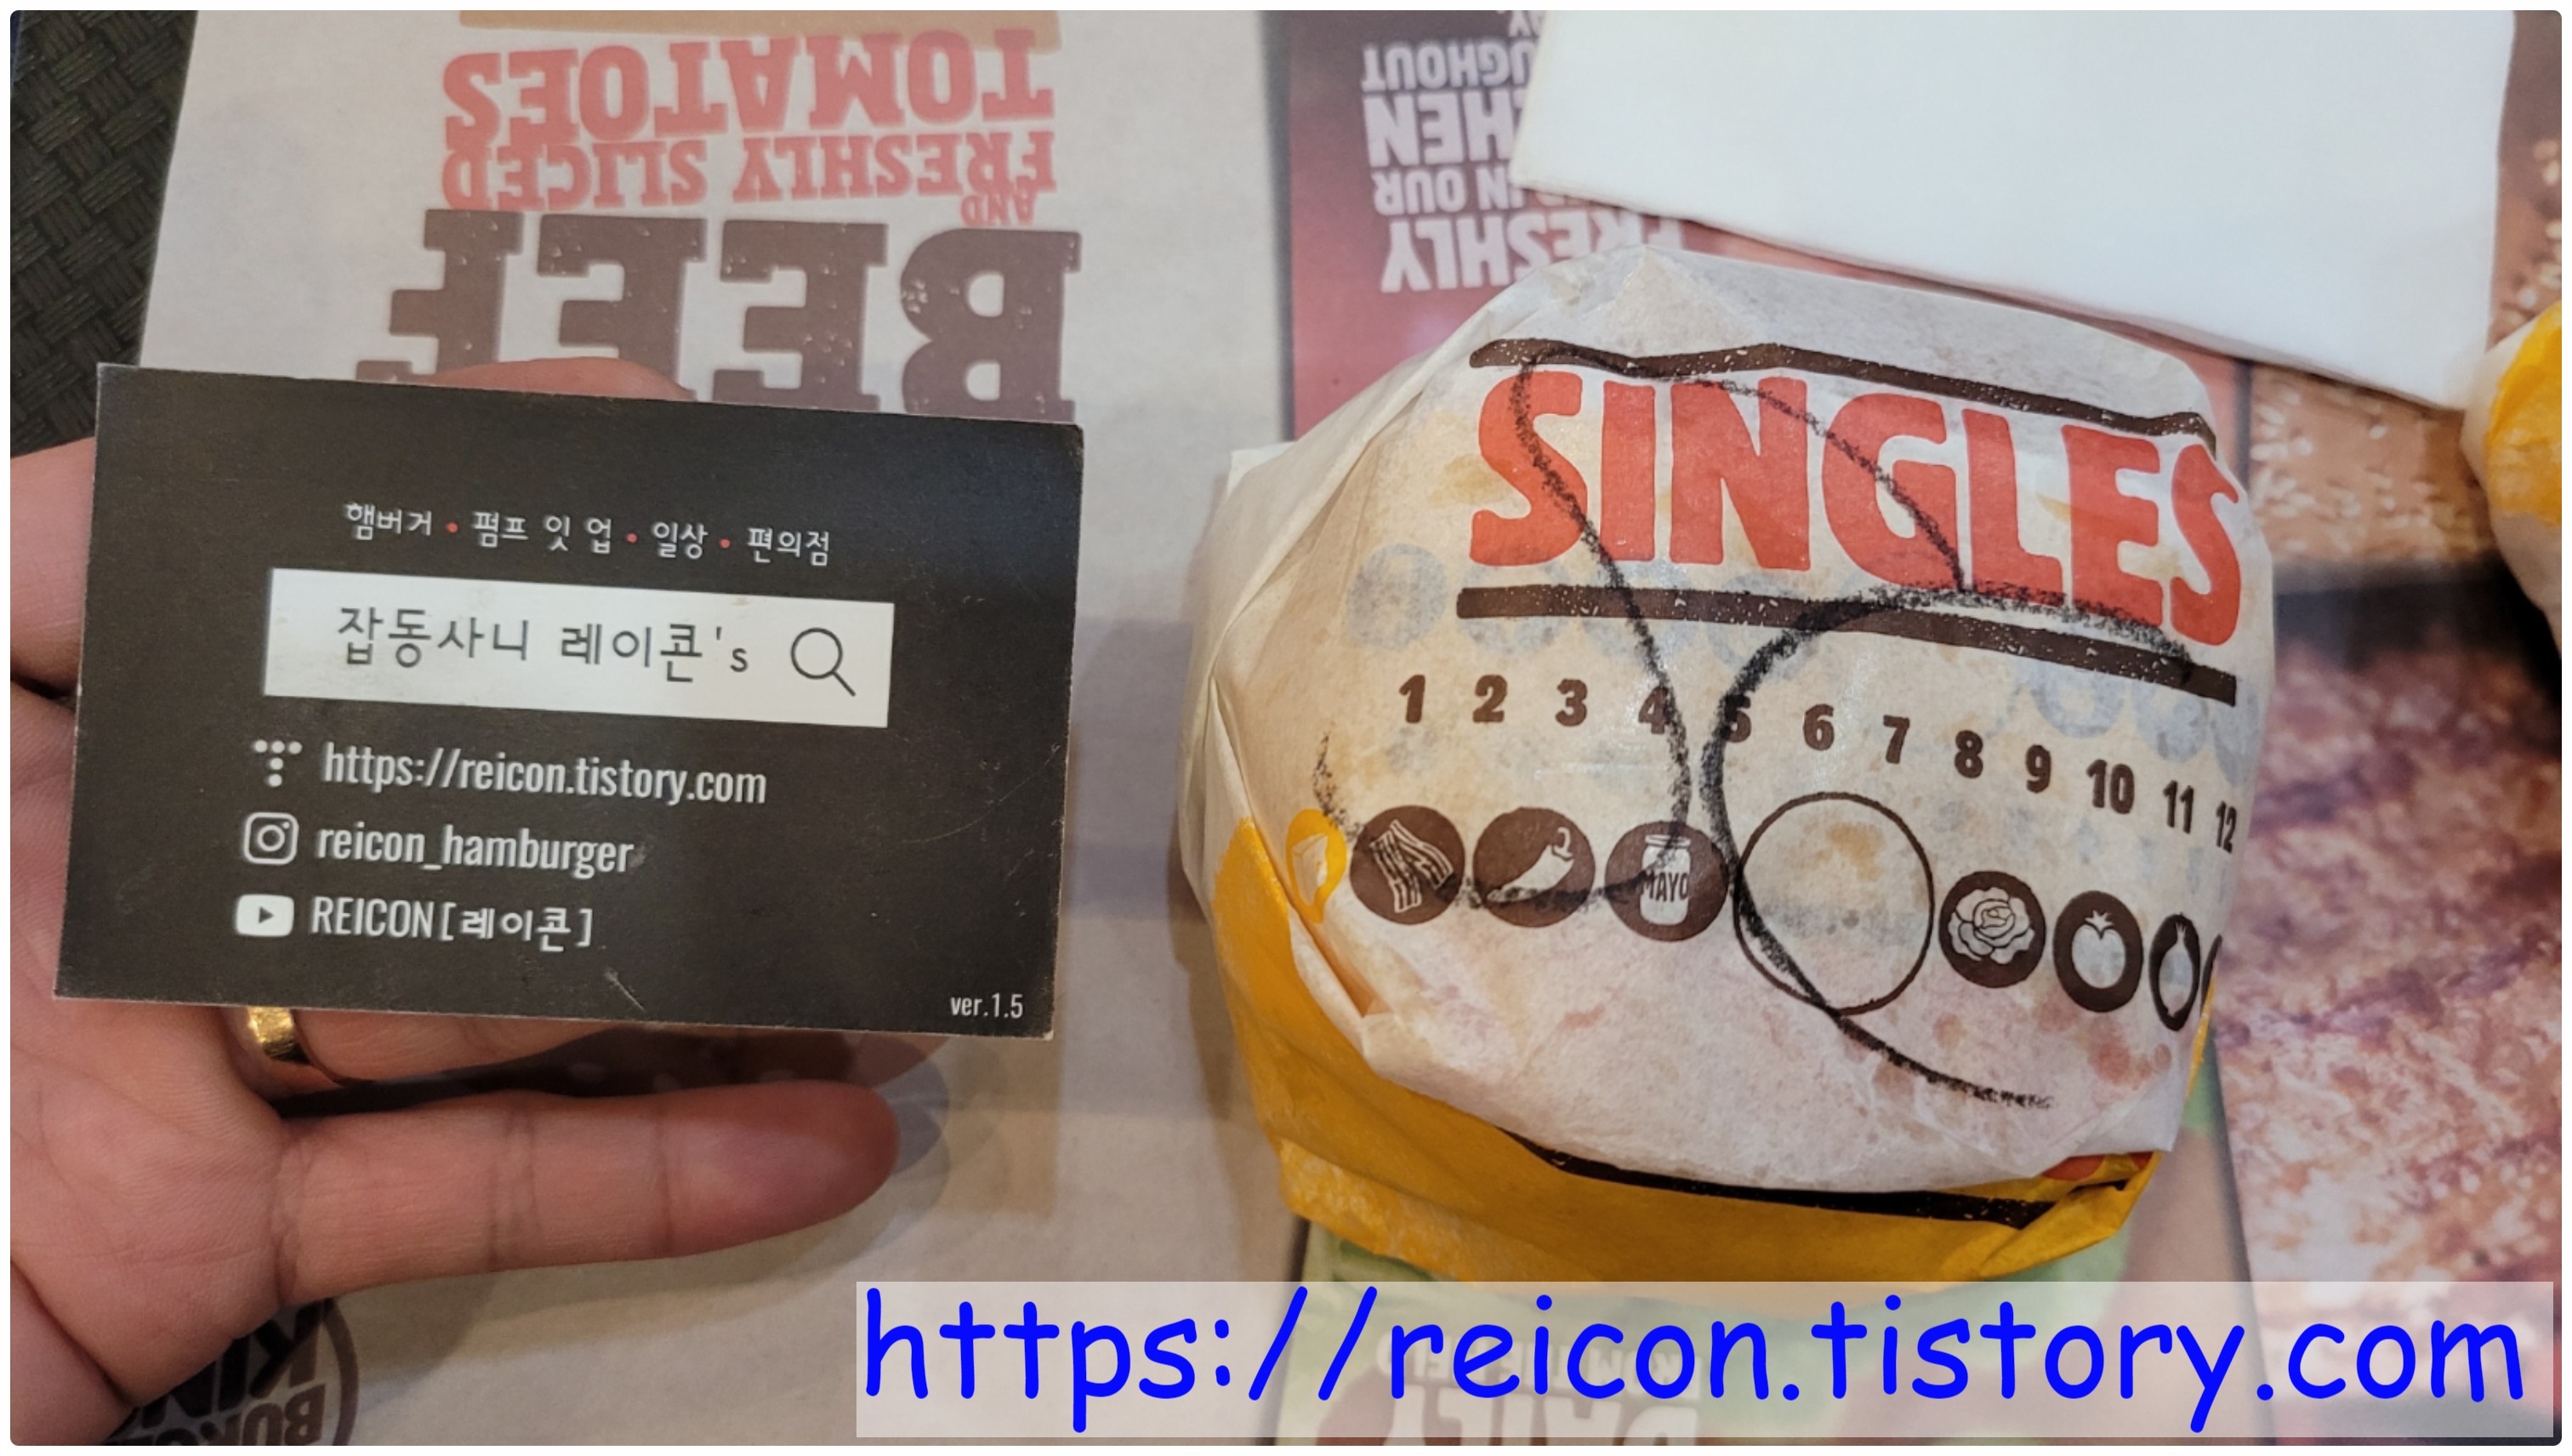 TOMATOES
FRESHLY SLICED
AND
BEEF
UGHOUT
HEN
IN OUR
FRESHLY
햄버거 • 펌프 잇 업 • 일상 • 편의점
잡동사니 레이콘's
https://reicon.tistory.com
reicon_hamburger
REICON[레이콘]
ver.1.5
SINGLES
1 2 3 4 5 6 7 8 9 10 11 12
MAYO
BURGER
KING
DAILY
https://reicon.tistory.com